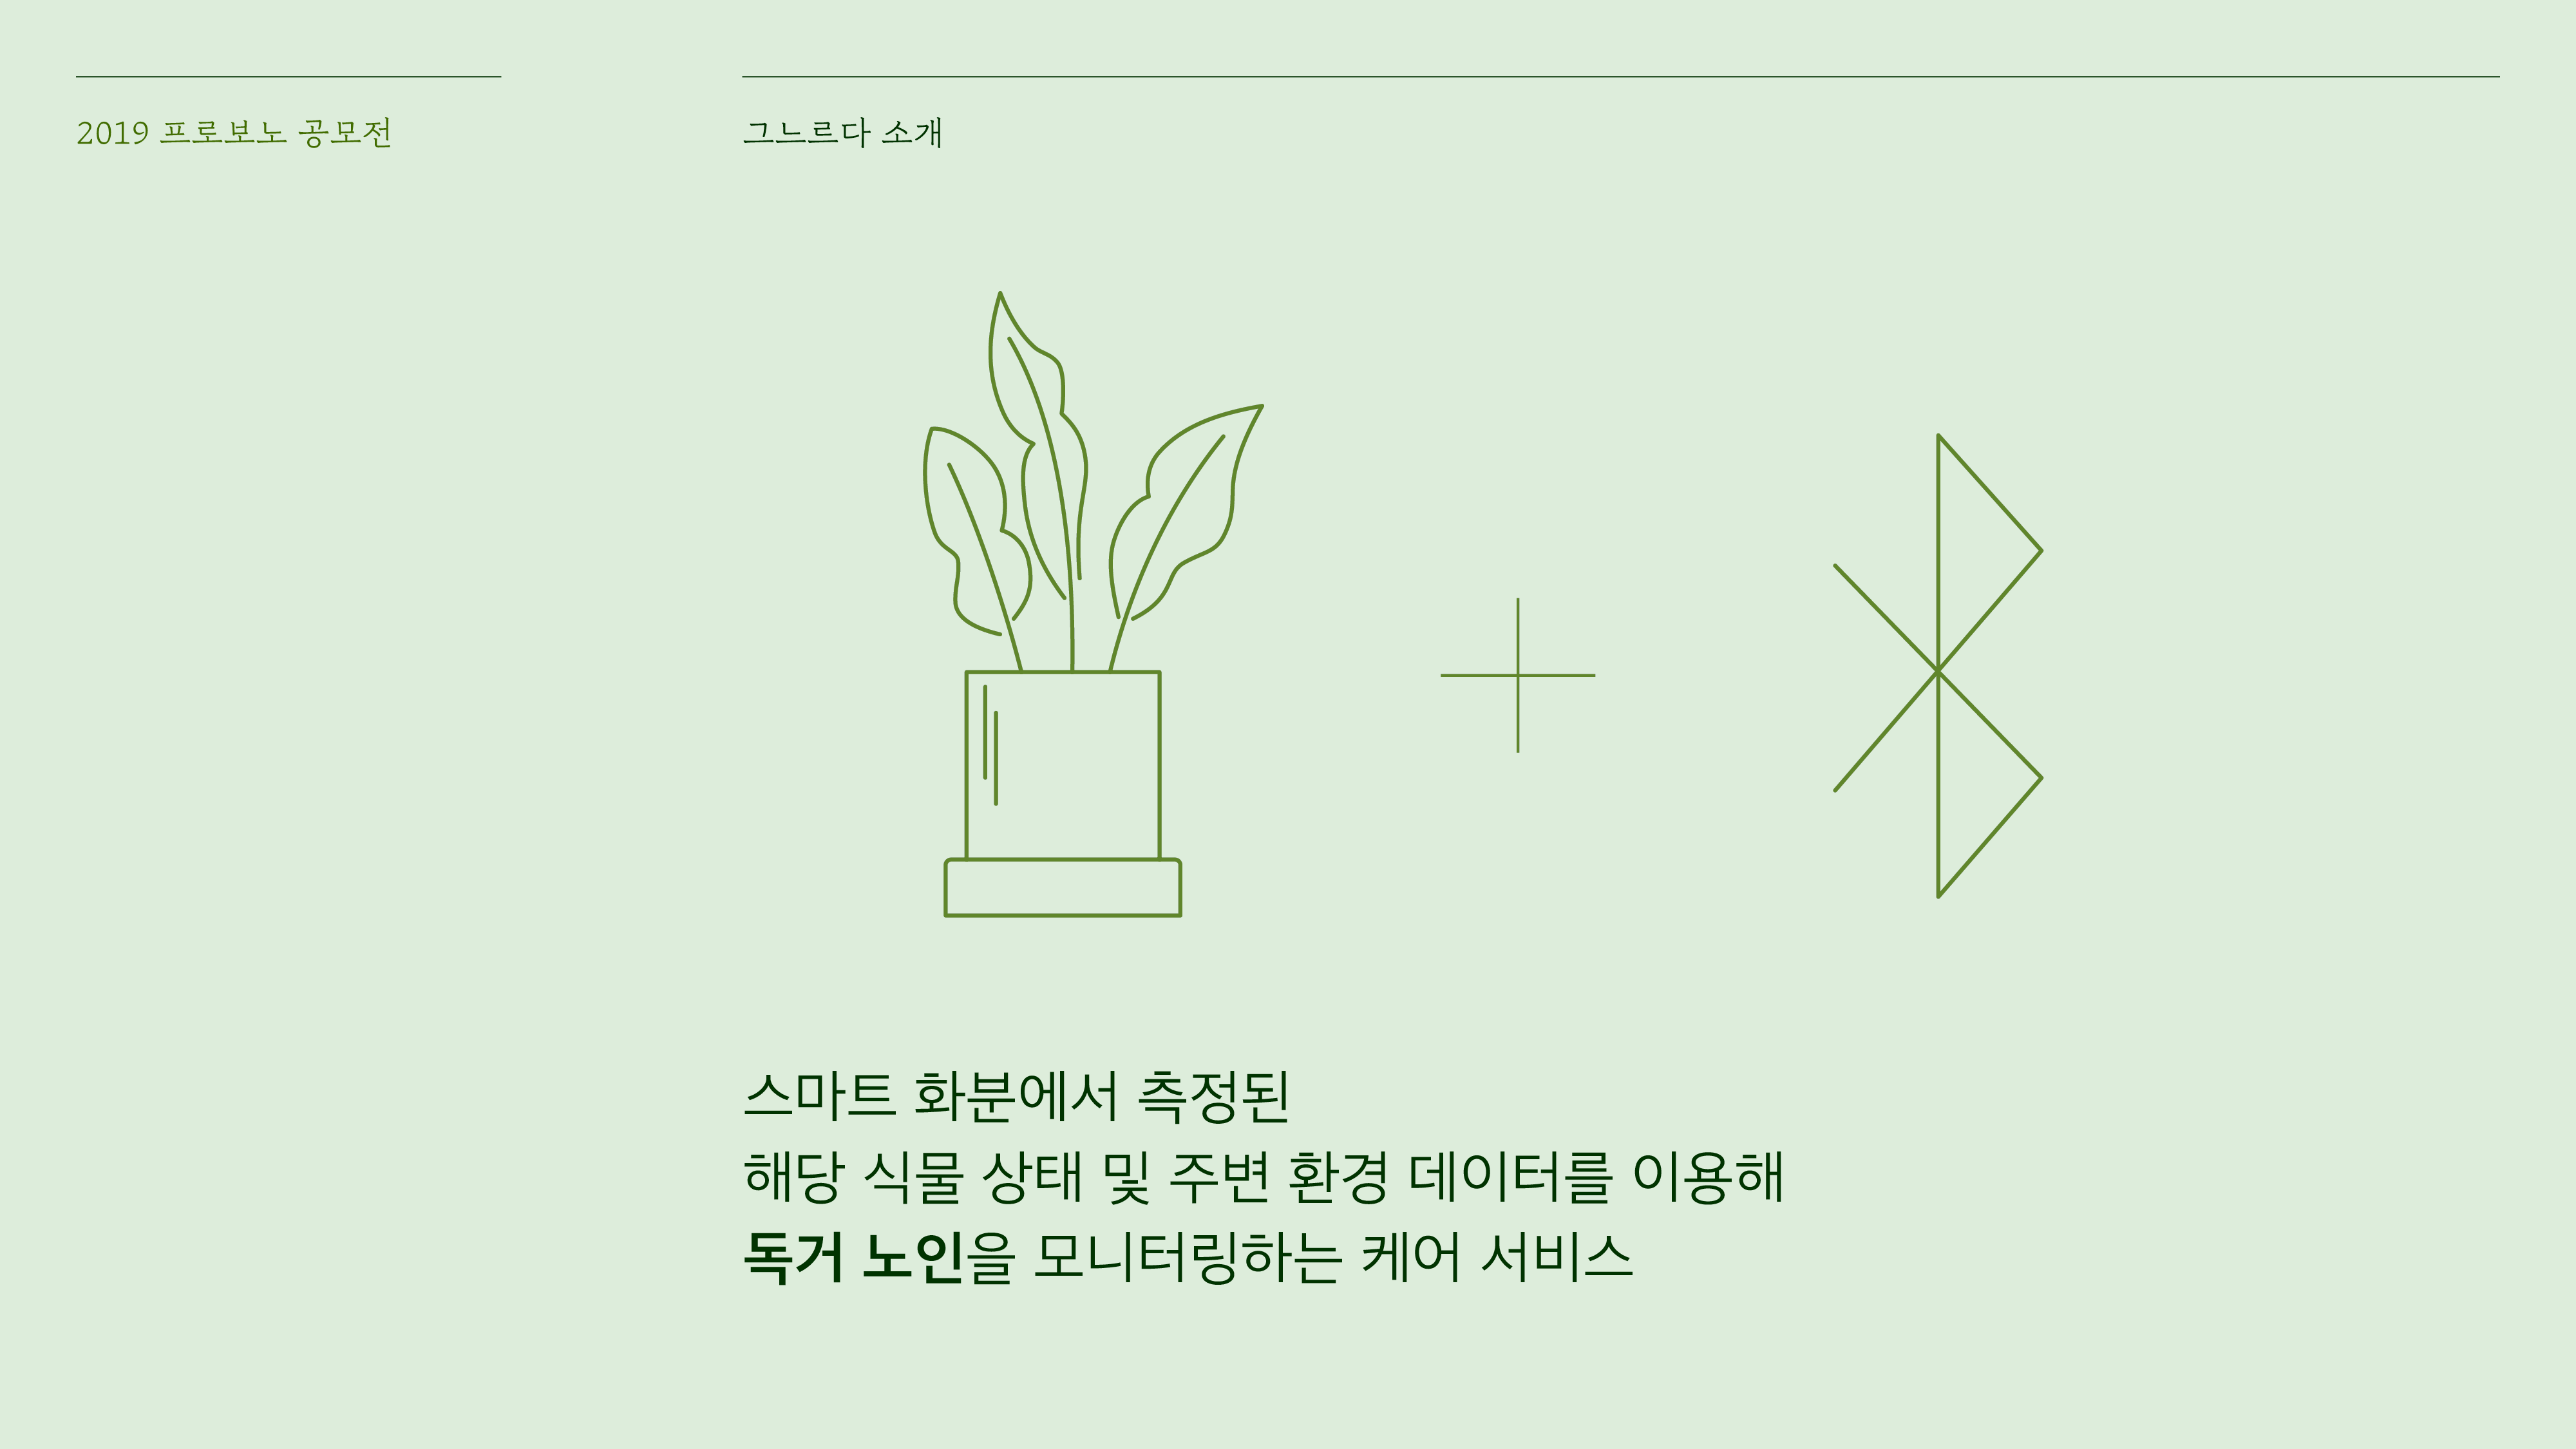 2019 프로보노 공모전
그느르다 소개
스마트 화분에서 측정된
해당 식물 상태 및 주변 환경 데이터를 이용해
독거 노인을 모니터링하는 케어 서비스